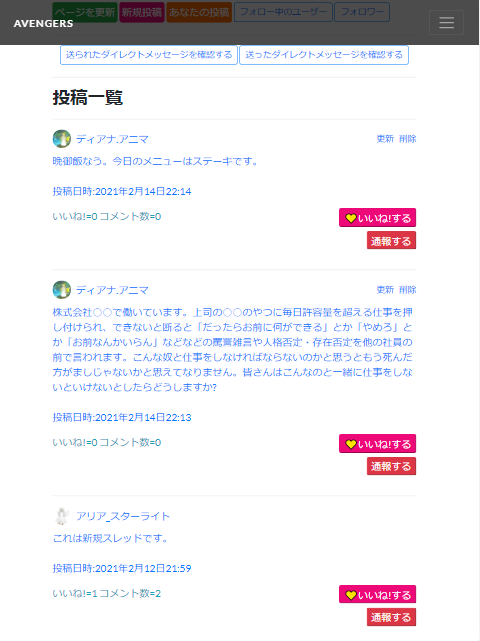 ページを更新 新規投稿 あなたの投稿 フォロー中のユーザー フォロワー
AVENGERS
送られたダイレクトメッセージを確認する 送ったダイレクトメッセージを確認する
投稿一覧
ディアナ.アニマ 更新 削除
晩御飯なう。今日のメニューはステーキです。
投稿日時:2021年2月14日22:14
いいね!=0 コメント数=0 いいね!する
通報する
ディアナ.アニマ 更新 削除
株式会社○○で働いています。上司の○○のやつに毎日許容量を超える仕事を押
し付けられ、できないと断ると「だったらお前に何ができる」とか「やめろ」と
か「お前なんかいらん」などなどの罵詈雑言や人格否定・存在否定を他の社員の
前で言われます。こんな奴と仕事をしなければならないのかと思うともう死んだ
方がましじゃないかと思えてなりません。皆さんはこんなのと一緒に仕事をしな
いといけないとしたらどうしますか?
投稿日時:2021年2月14日22:13
いいね!=0 コメント数=0 いいね!する
通報する
アリア_スターライト
これは新規スレッドです。
投稿日時:2021年2月12日21:59
いいね!=1 コメント数=2 いいね!する
通報する